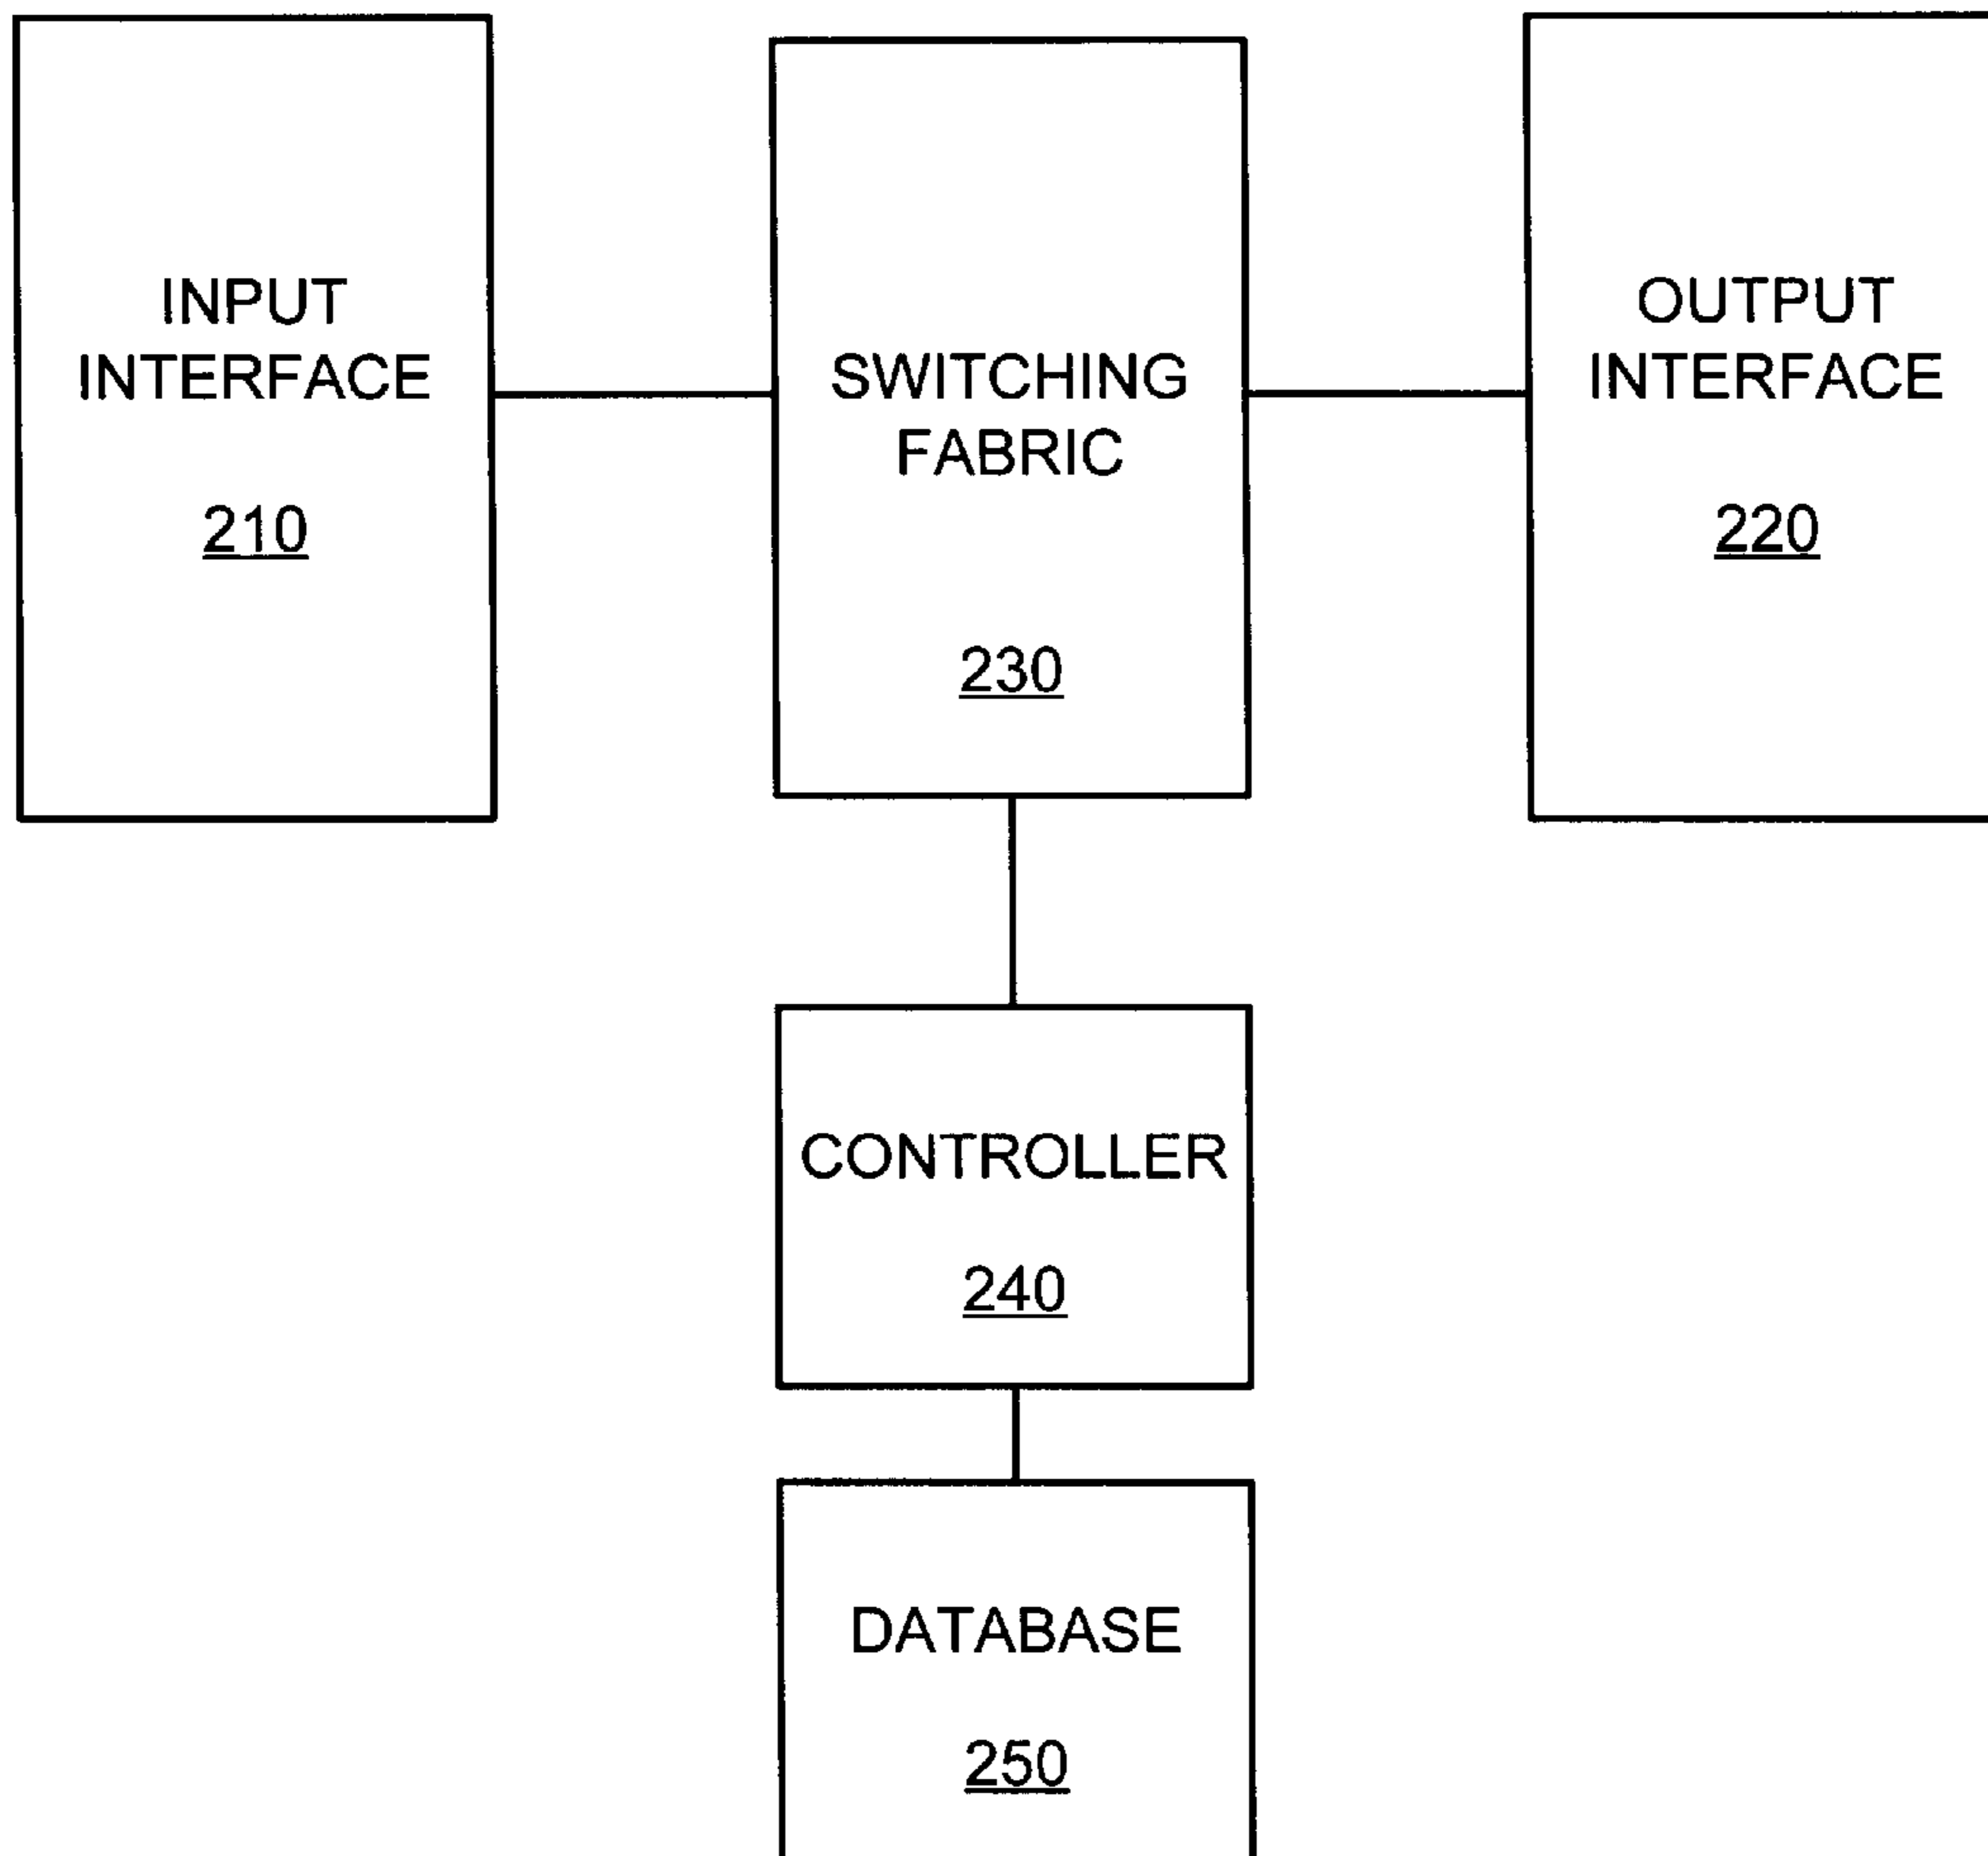 INPUT
INTERFACE
210
SWITCHING
FABRIC
230
OUTPUT
INTERFACE
220
CONTROLLER
240
DATABASE
250